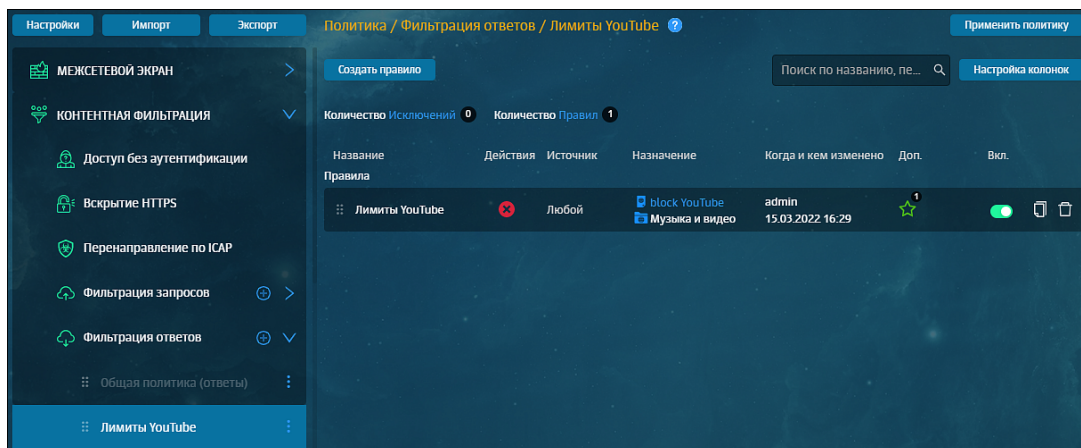 Настройки Импорт Экспорт
Политика / Фильтрация ответов / Лимиты YouTube ?
Применить политику
МЕЖСЕТЕВОЙ ЭКРАН
КОНТЕНТНАЯ ФИЛЬТРАЦИЯ
Доступ без аутентификации
Вскрытие HTTPS
Перенаправление по ICAP
Фильтрация запросов
Фильтрация ответов
Общая политика (ответы)
Лимиты YouTube
Создать правило
Поиск по названию, пе...
Настройка колонок
Количество Исключений 0 Количество Правил 1
Название Действия Источник Назначение Когда и кем изменено Доп. Вкл.
Правила
Лимиты YouTube Любой block YouTube admin 1
Музыка и видео 15.03.2022 16:29